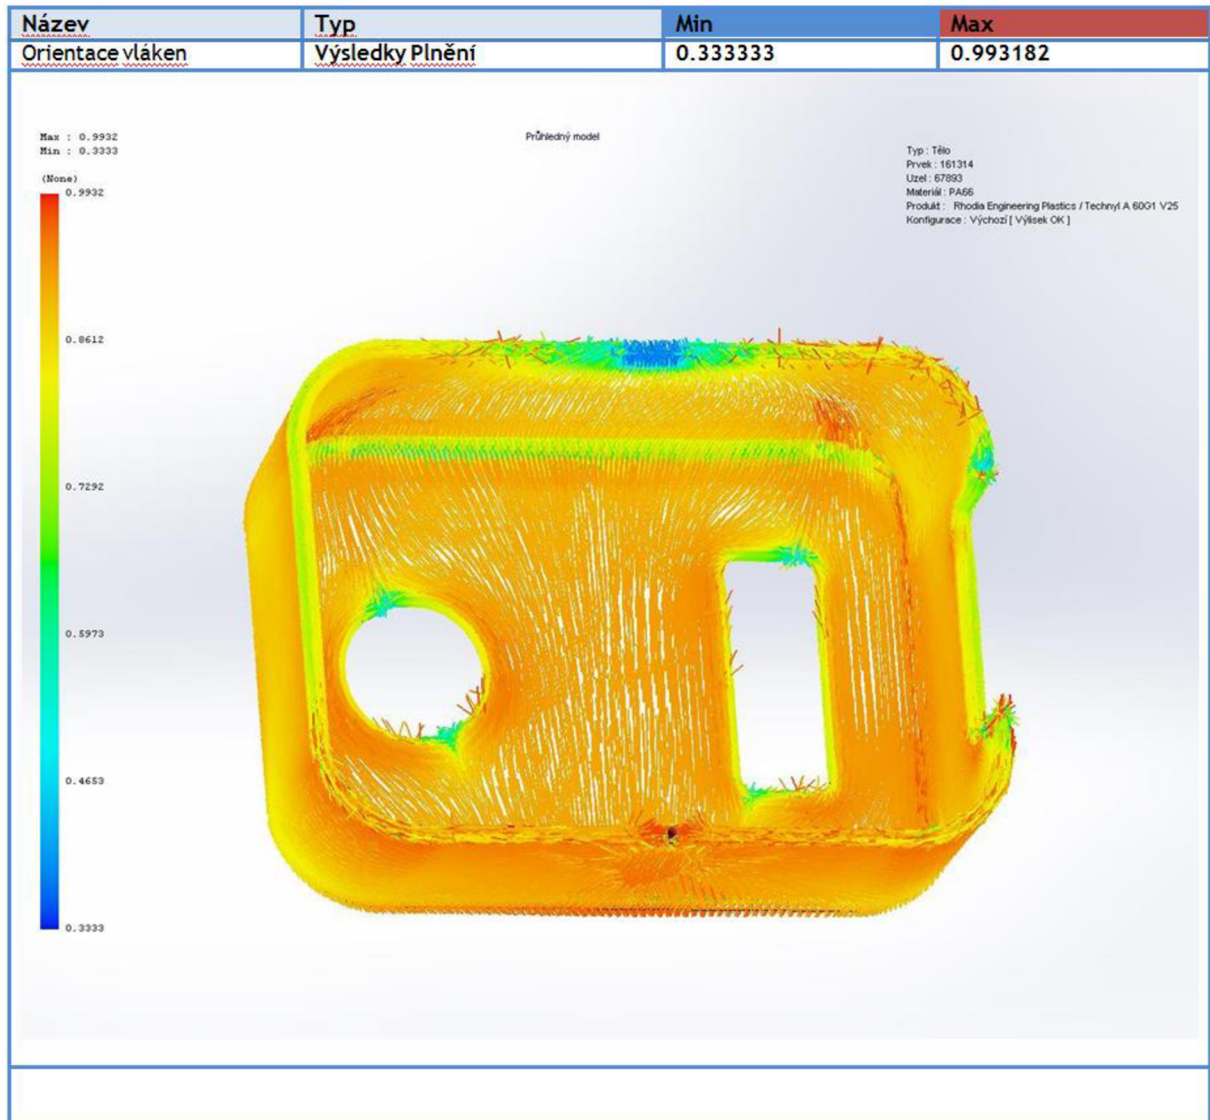 Název Typ Min Max
Orientace vláken Výsledky Plnění 0.333333 0.993182
Max : 0.9932
Min : 0.3333
Průhledný model
Typ : Tělo
Prvek : 161314
Uzel : 67893
Materiál : PA66
Produkt : Rhodia Engineering Plastics / Technyl A 60G1 V25
Konfigurace : Výchozí [ Výlisek OK ]
(None)
0.9932
0.8612
0.7292
0.5973
0.4653
0.3333